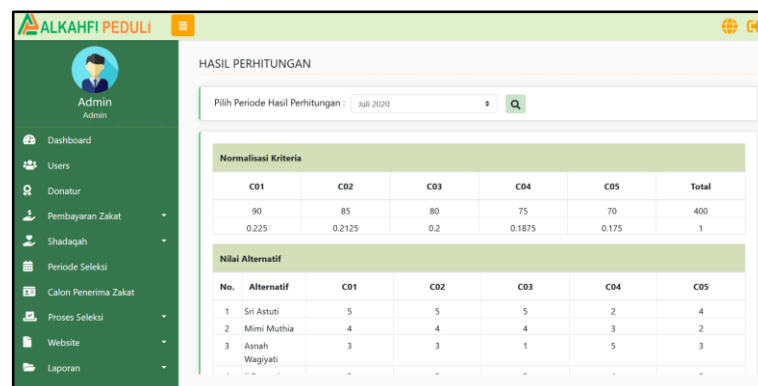 ALKAHFI PEDULI
Admin
Admin
Dashboard
Users
Donatur
Pembayaran Zakat
Shadaqah
Periode Seleksi
Calon Penerima Zakat
Proses Seleksi
Website
Laporan
HASIL PERHITUNGAN
Pilih Periode Hasil Perhitungan : Juli 2020
Normalisasi Kriteria
C01 C02 C03 C04 C05 Total
90 85 80 75 70 400
0.225 0.2125 0.2 0.1875 0.175 1
Nilai Alternatif
No. Alternatif C01 C02 C03 C04 C05
1 Sri Astuti 5 5 5 2 4
2 Mimi Muthia 4 4 4 3 2
3 Asnah 3 3 1 5 3
Wagiyati